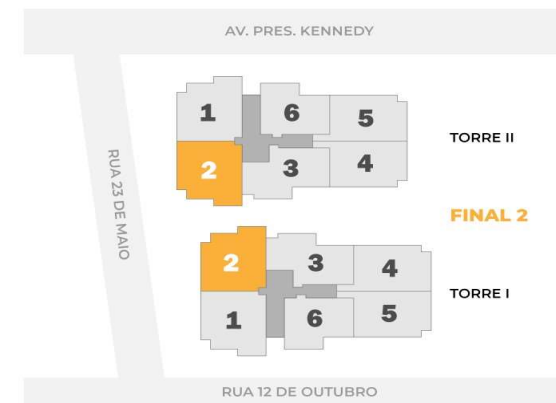 AV. PRES. KENNEDY
1 6 5
TORRE II
2 3 4
RUA 23 DE MAIO
FINAL 2
2 3 4
TORRE I
1 6 5
RUA 12 DE OUTUBRO